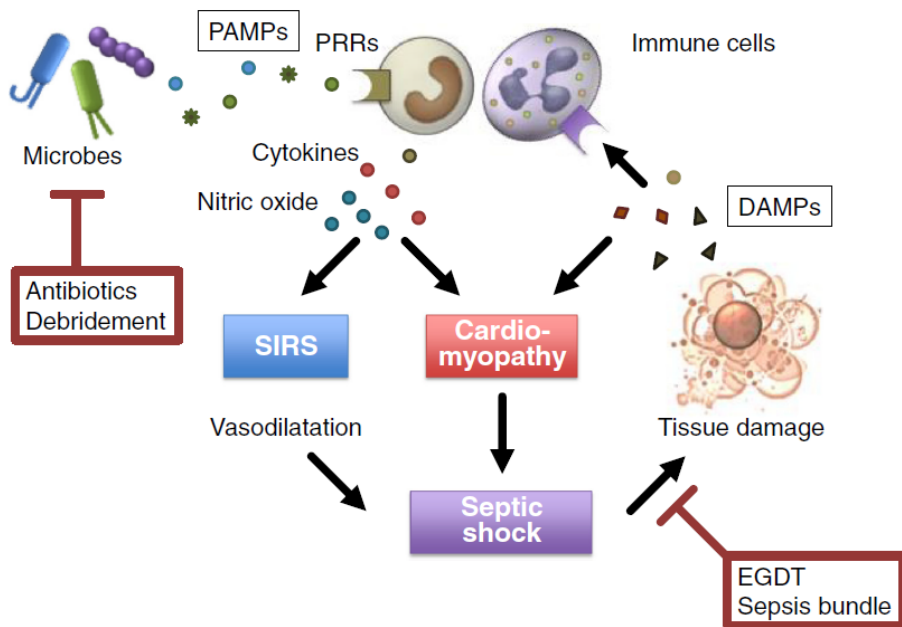 PAMPs
PRRs
Immune cells
Microbes
Cytokines
Nitric oxide
DAMPs
Antibiotics
Debridement
SIRS
Cardio-
myopathy
Vasodilatation
Tissue damage
Septic
shock
EGDT
Sepsis bundle